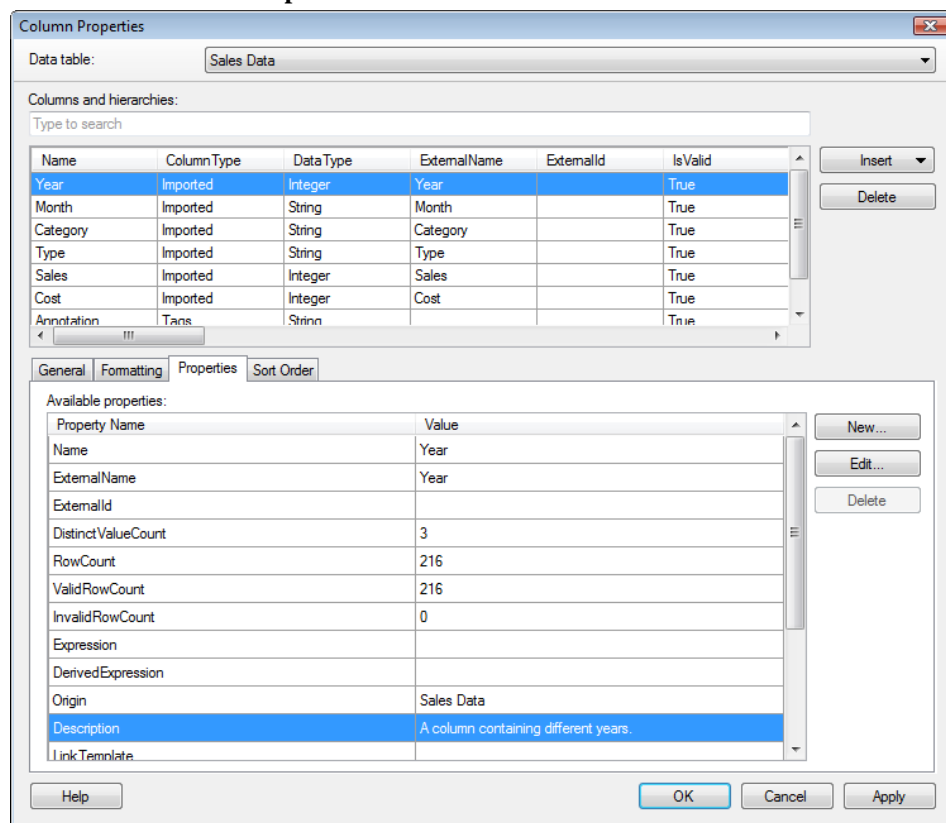 Column Properties
Data table: Sales Data
Columns and hierarchies:
Type to search
Name ColumnType DataType ExternalName ExternalId IsValid
Year Imported Integer Year True
Month Imported String Month True
Category Imported String Category True
Type Imported String Type True
Sales Imported Integer Sales True
Cost Imported Integer Cost True
Annotation Tags String True
Insert
Delete
General Formatting Properties Sort Order
Available properties:
Property Name Value
Name Year
ExternalName Year
ExternalId
DistinctValueCount 3
RowCount 216
ValidRowCount 216
InvalidRowCount 0
Expression
DerivedExpression
Origin Sales Data
Description A column containing different years.
LinkTemplate
New...
Edit...
Delete
Help OK Cancel Apply